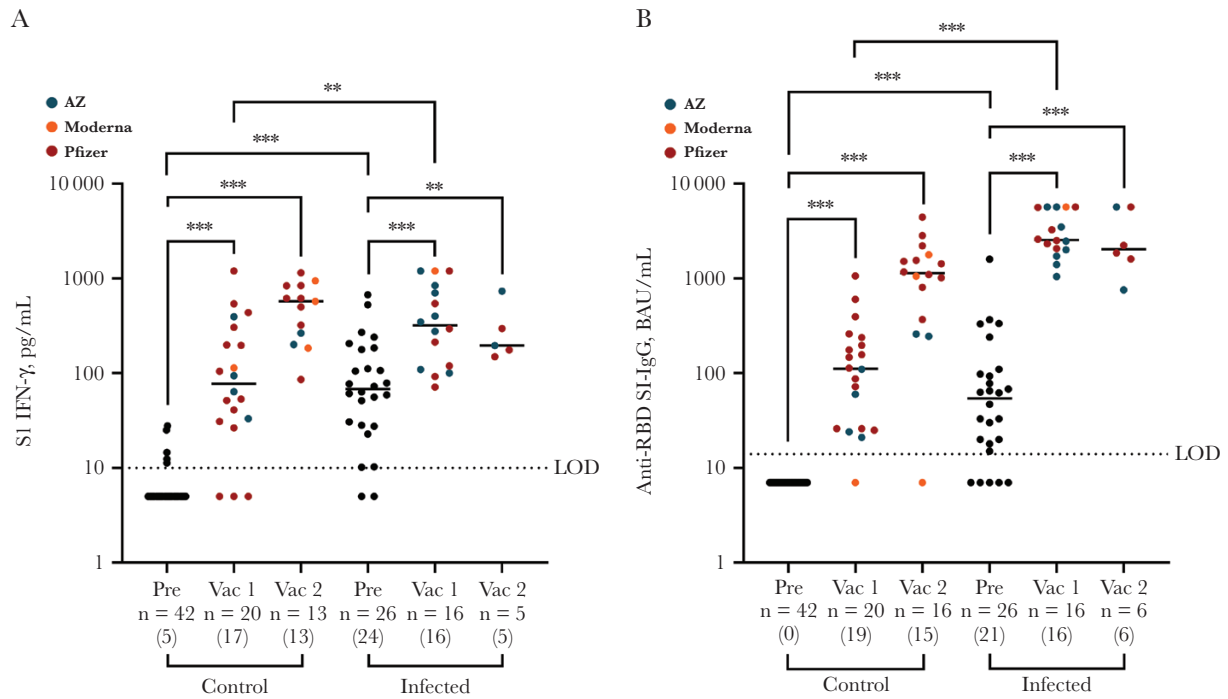 A
AZ
Moderna
Pfizer
**
***
***
**
***
***
S1 IFN-γ, pg/mL
10 000
1000
100
10
1
LOD
Pre Vac 1 Vac 2 Pre Vac 1 Vac 2
n = 42 n = 20 n = 13 n = 26 n = 16 n = 5
(5) (17) (13) (24) (16) (5)
Control Infected
B
AZ
Moderna
Pfizer
***
***
***
***
***
***
Anti-RBD SI-IgG, BAU/mL
10 000
1000
100
10
1
LOD
Pre Vac 1 Vac 2 Pre Vac 1 Vac 2
n = 42 n = 20 n = 16 n = 26 n = 16 n = 6
(0) (19) (15) (21) (16) (6)
Control Infected